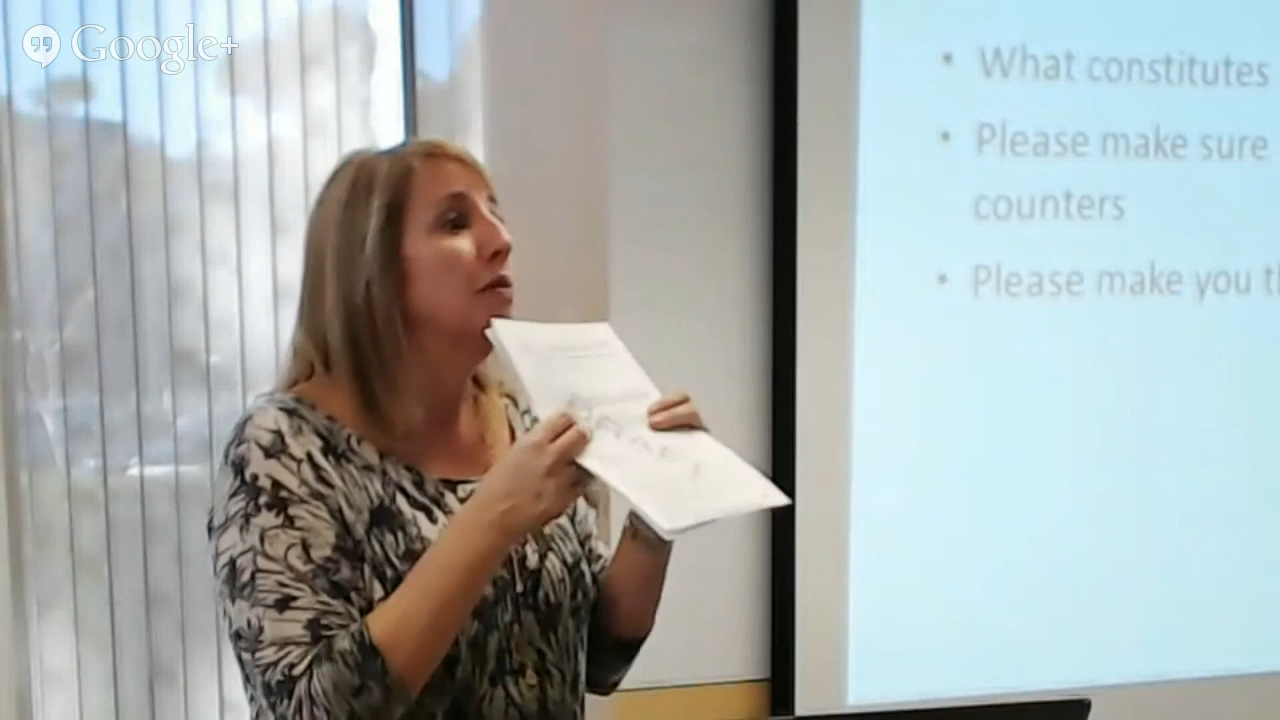 Google+
• What constitutes
• Please make sure
counters
• Please make you